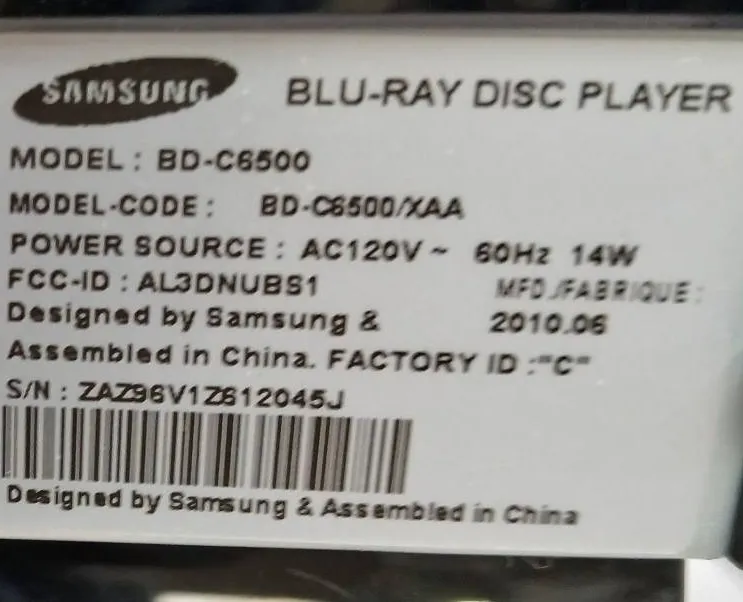 SAMSUNG BLU-RAY DISC PLAYER
MODEL : BD-C6500
MODEL-CODE : BD-C6500/XAA
POWER SOURCE : AC120V ~ 60Hz 14W
FCC-ID : AL3DNUBS1 MFD./FABRIQUE :
Designed by Samsung & 2010.06
Assembled in China. FACTORY ID :"C"
S/N : ZAZ96V1Z612045J
Designed by Samsung & Assembled in China